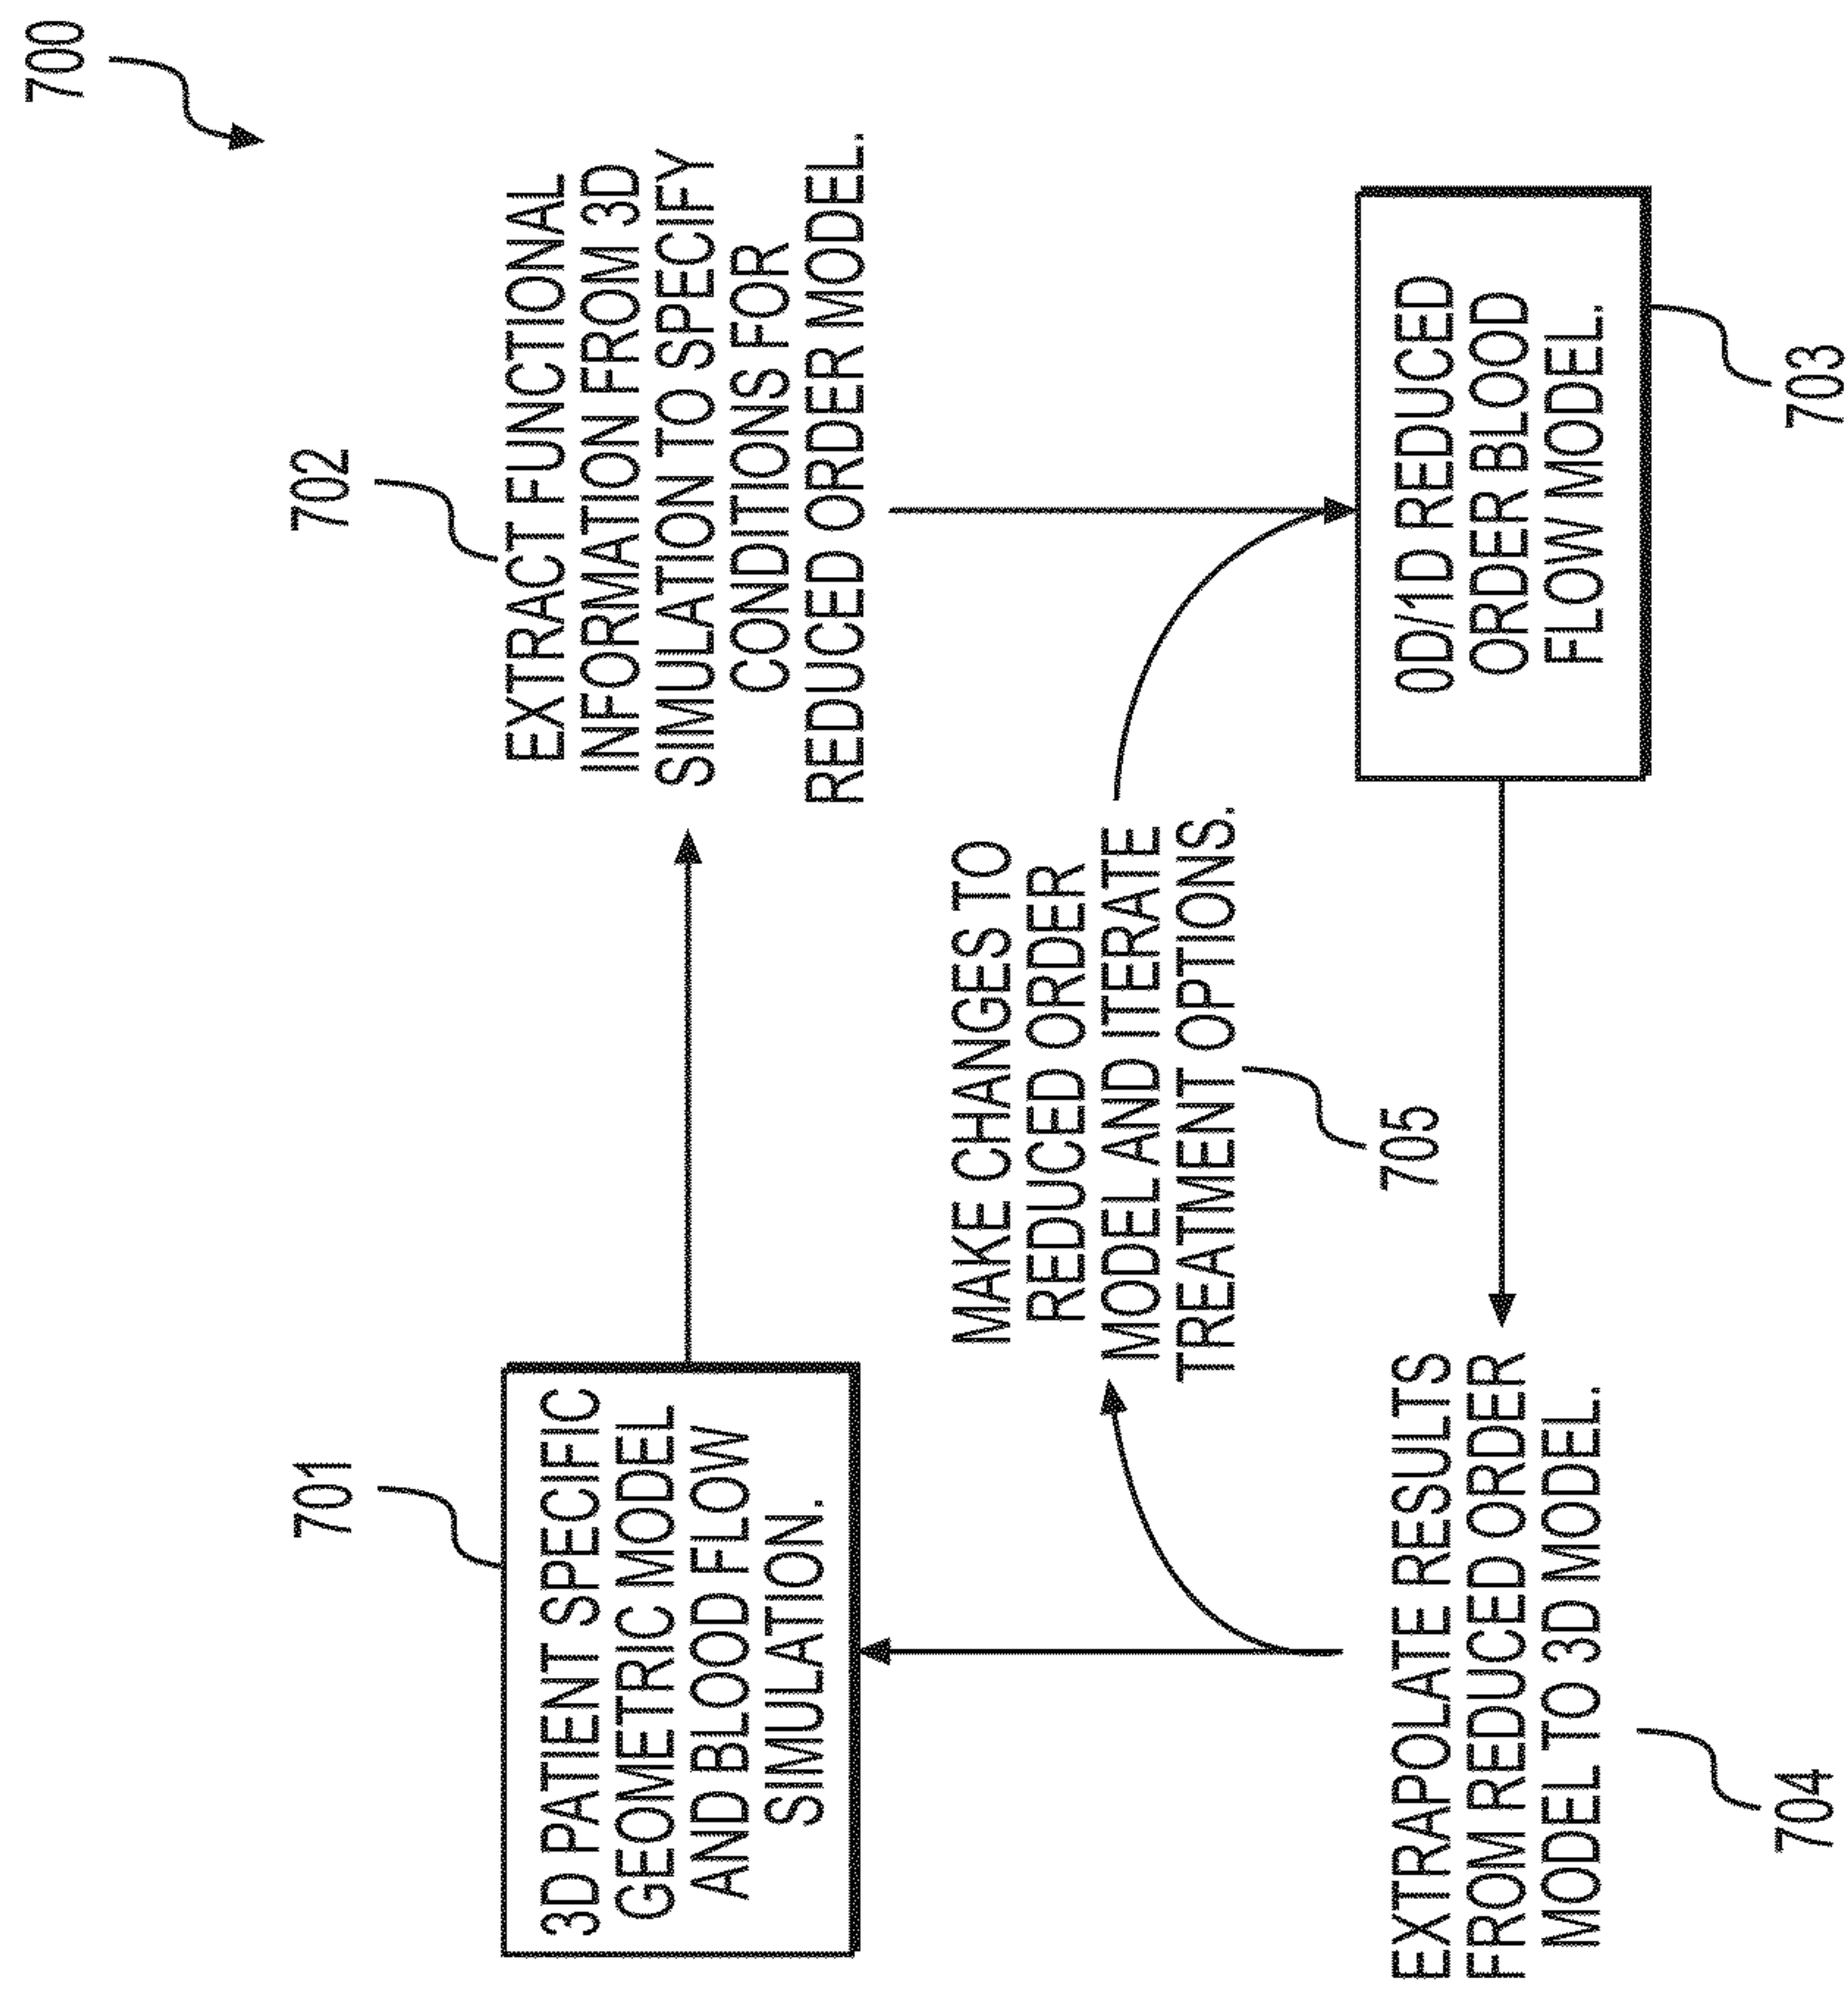 700
701
3D PATIENT SPECIFIC
GEOMETRIC MODEL
AND BLOOD FLOW
SIMULATION.
702
EXTRACT FUNCTIONAL
INFORMATION FROM 3D
SIMULATION TO SPECIFY
CONDITIONS FOR
REDUCED ORDER MODEL.
MAKE CHANGES TO
REDUCED ORDER
MODEL AND ITERATE
TREATMENT OPTIONS.
705
EXTRAPOLATE RESULTS
FROM REDUCED ORDER
MODEL TO 3D MODEL.
704
0D/1D REDUCED
ORDER BLOOD
FLOW MODEL.
703